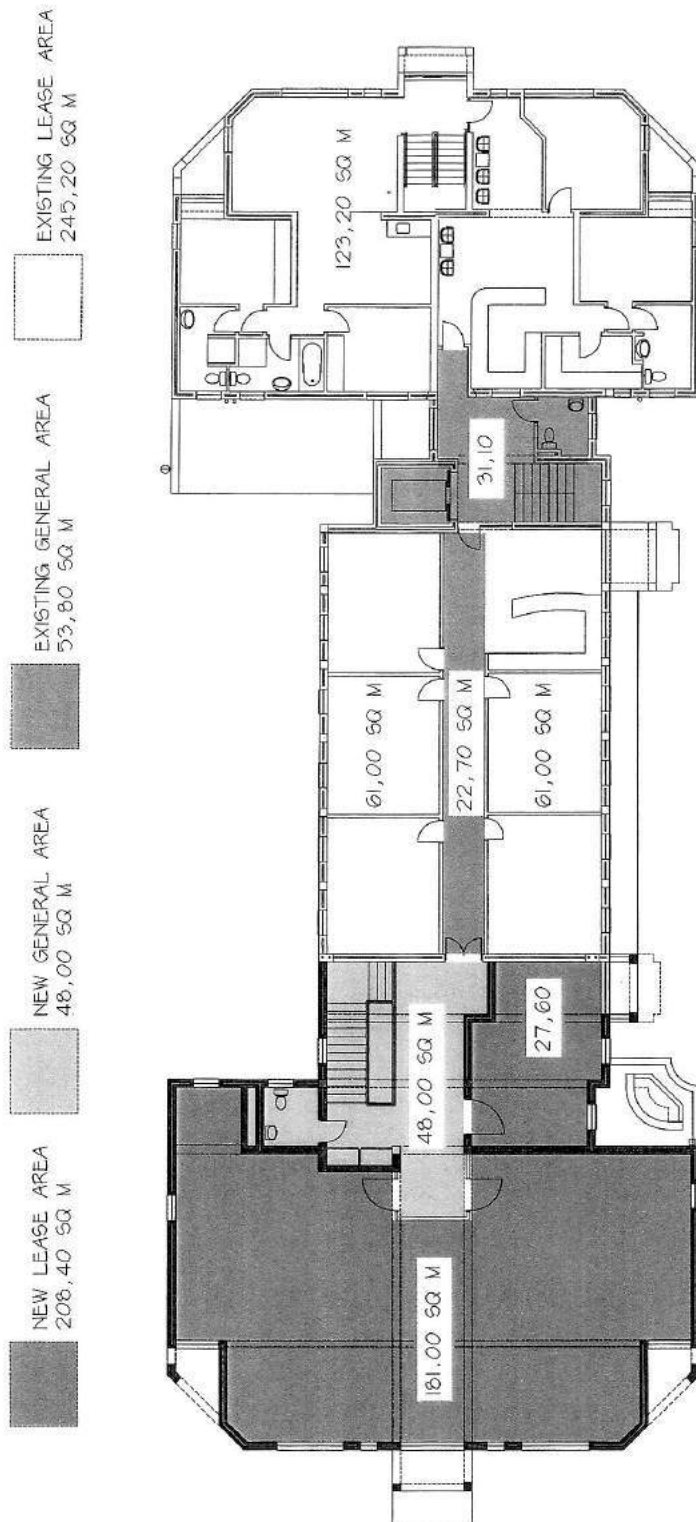 NEW LEASE AREA
208,40 SQ M
NEW GENERAL AREA
48,00 SQ M
EXISTING GENERAL AREA
53,80 SQ M
EXISTING LEASE AREA
245,20 SQ M
181.00 SQ M
48,00 SQ M
27,60
61,00 SQ M
22,70 SQ M
61,00 SQ M
31,10
123,20 SQ M